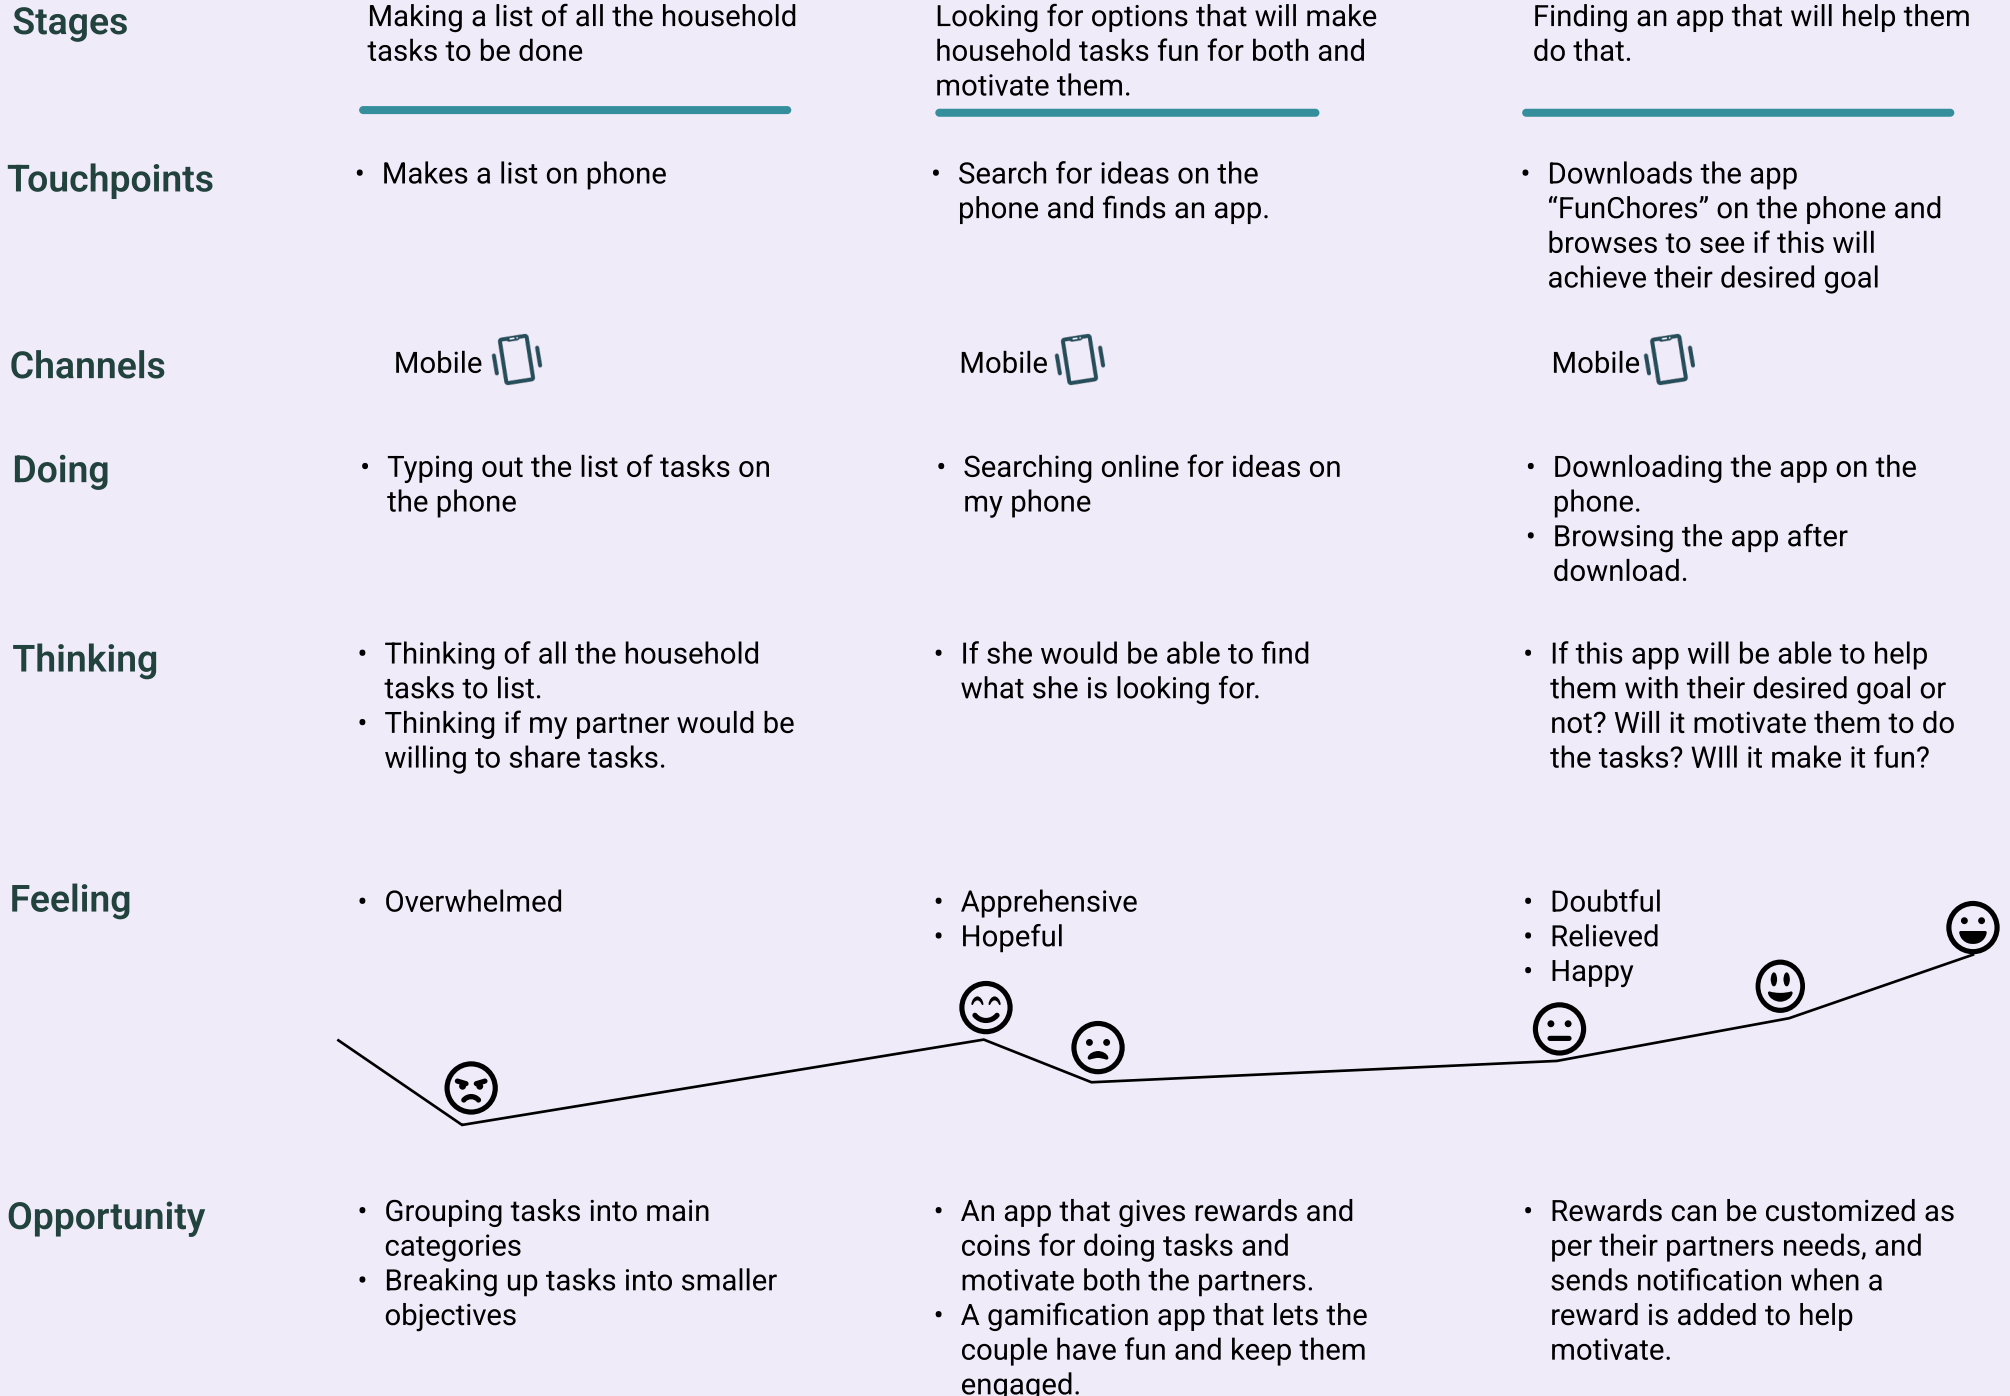 Stages
Making a list of all the household
tasks to be done
Looking for options that will make
household tasks fun for both and
motivate them.
Finding an app that will help them
do that.
Touchpoints
• Makes a list on phone
• Search for ideas on the
phone and finds an app.
• Downloads the app
“FunChores” on the phone and
browses to see if this will
achieve their desired goal
Channels
Mobile
Mobile
Mobile
Doing
• Typing out the list of tasks on
the phone
• Searching online for ideas on
my phone
• Downloading the app on the
phone.
• Browsing the app after
download.
Thinking
• Thinking of all the household
tasks to list.
• Thinking if my partner would be
willing to share tasks.
• If she would be able to find
what she is looking for.
• If this app will be able to help
them with their desired goal or
not? Will it motivate them to do
the tasks? WIll it make it fun?
Feeling
• Overwhelmed
• Apprehensive
• Hopeful
• Doubtful
• Relieved
• Happy
Opportunity
• Grouping tasks into main
categories
• Breaking up tasks into smaller
objectives
• An app that gives rewards and
coins for doing tasks and
motivate both the partners.
• A gamification app that lets the
couple have fun and keep them
engaged.
• Rewards can be customized as
per their partners needs, and
sends notification when a
reward is added to help
motivate.